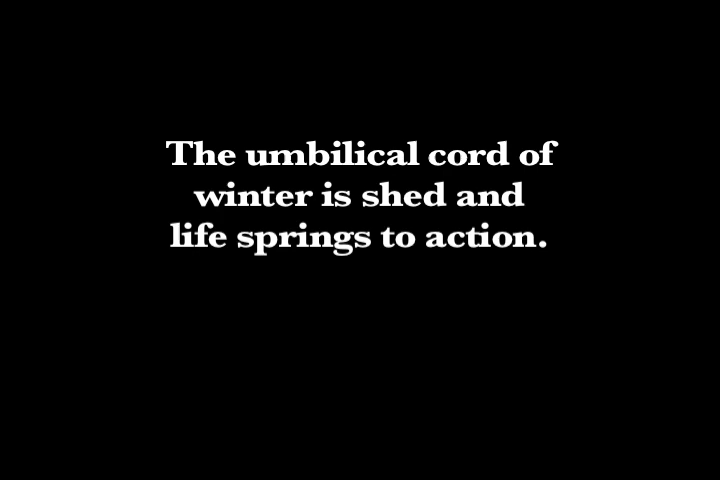 The umbilical cord of
winter is shed and
life springs to action.